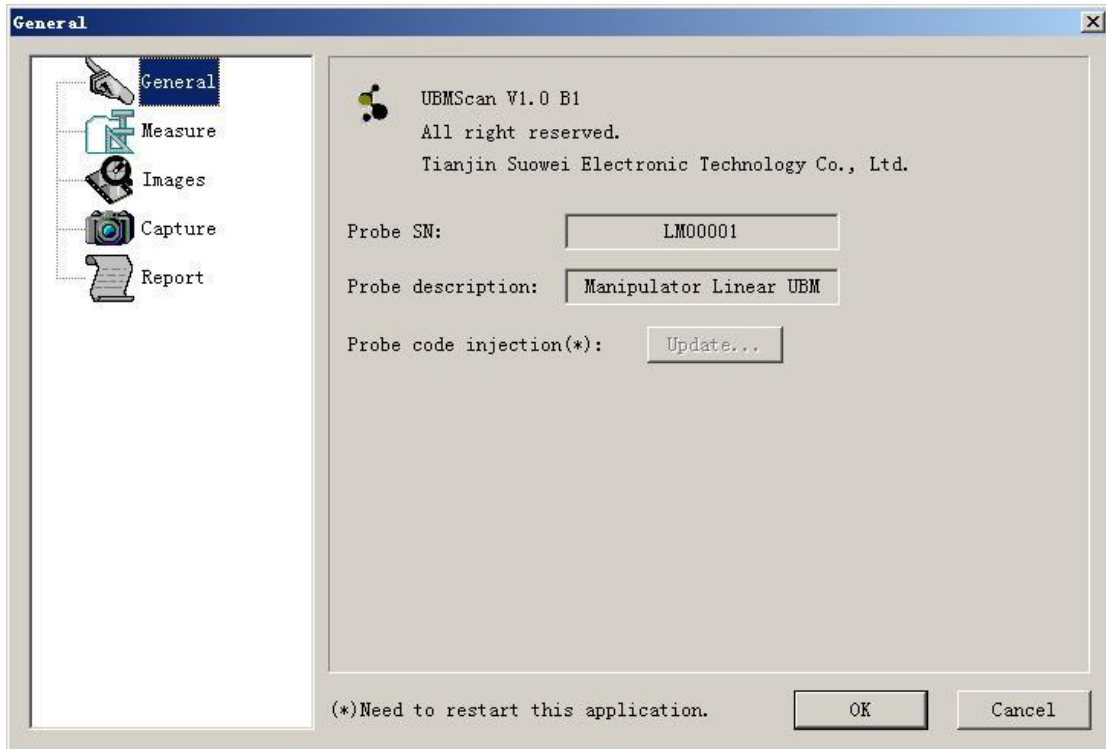 General
General
Measure
Images
Capture
Report
UBMScan V1.0 B1
All right reserved.
Tianjin Suowei Electronic Technology Co., Ltd.
Probe SN: LM00001
Probe description: Manipulator Linear UBM
Probe code injection(*): Update...
(*)Need to restart this application. OK Cancel